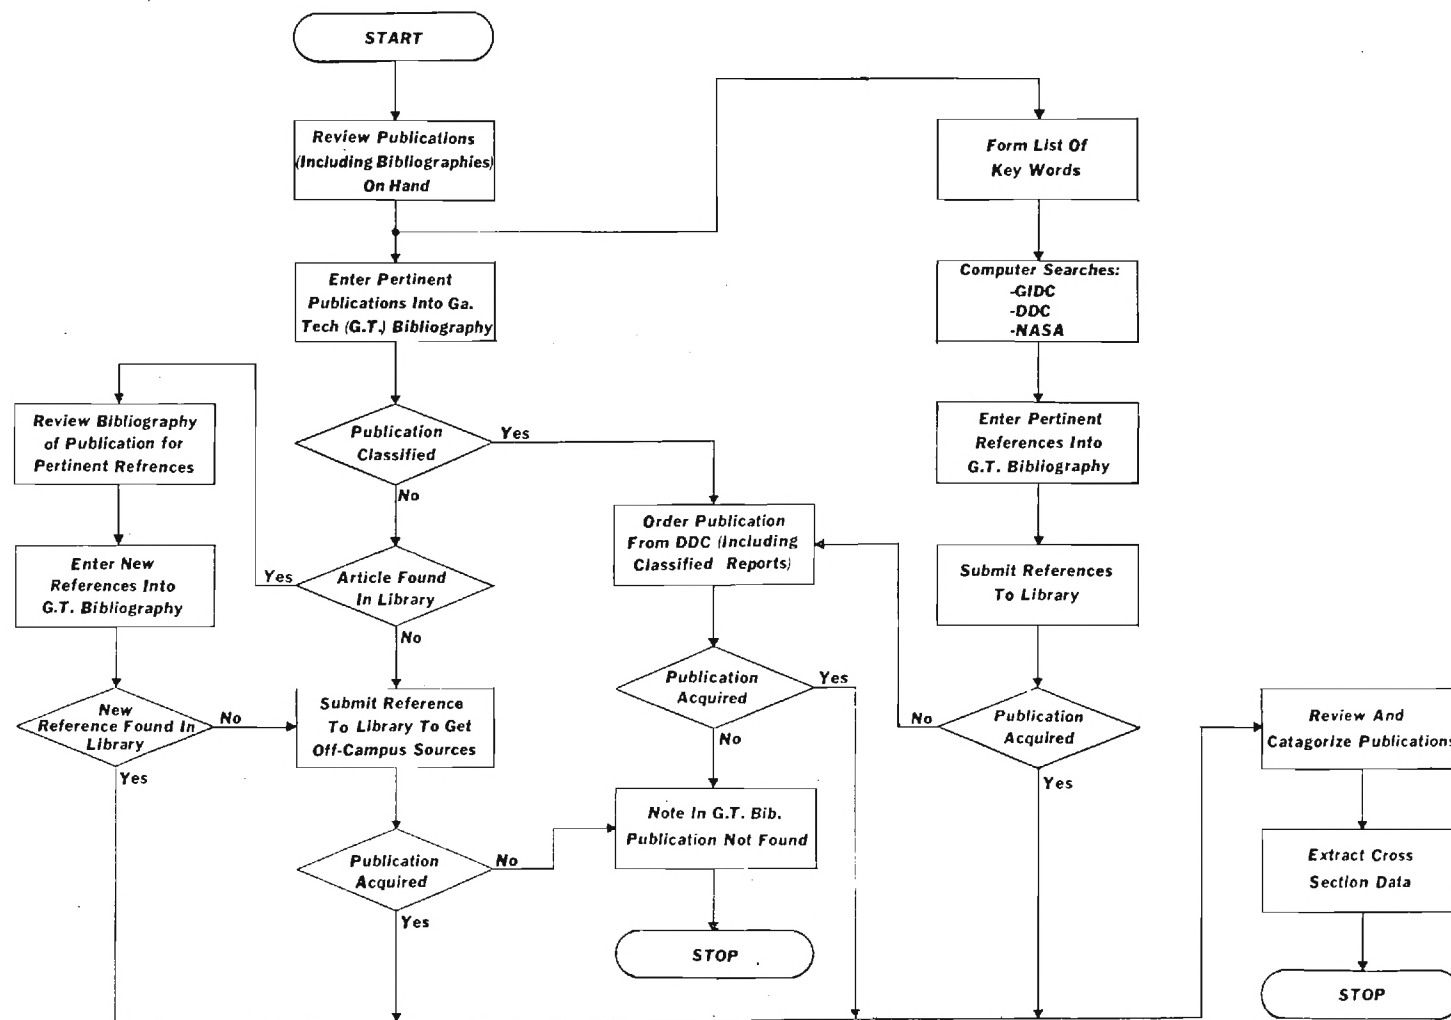 START
Review Publications
(Including Bibliographies)
On Hand
Enter Pertinent
Publications Into Ga.
Tech (G.T.) Bibliography
Publication
Classified
Yes
No
Article Found
In Library
Yes
No
Review Bibliography
of Publication for
Pertinent Refrences
Enter New
References Into
G.T. Bibliography
New
Reference Found In
Library
No
Yes
Submit Reference
To Library To Get
Off-Campus Sources
Publication
Acquired
No
Yes
Order Publication
From DDC (Including
Classified Reports)
Publication
Acquired
Yes
No
Note In G.T. Bib.
Publication Not Found
STOP
Form List Of
Key Words
Computer Searches:
-GIDC
-DDC
-NASA
Enter Pertinent
References Into
G.T. Bibliography
Submit References
To Library
Publication
Acquired
No
Yes
Review And
Catagorize Publications
Extract Cross
Section Data
STOP